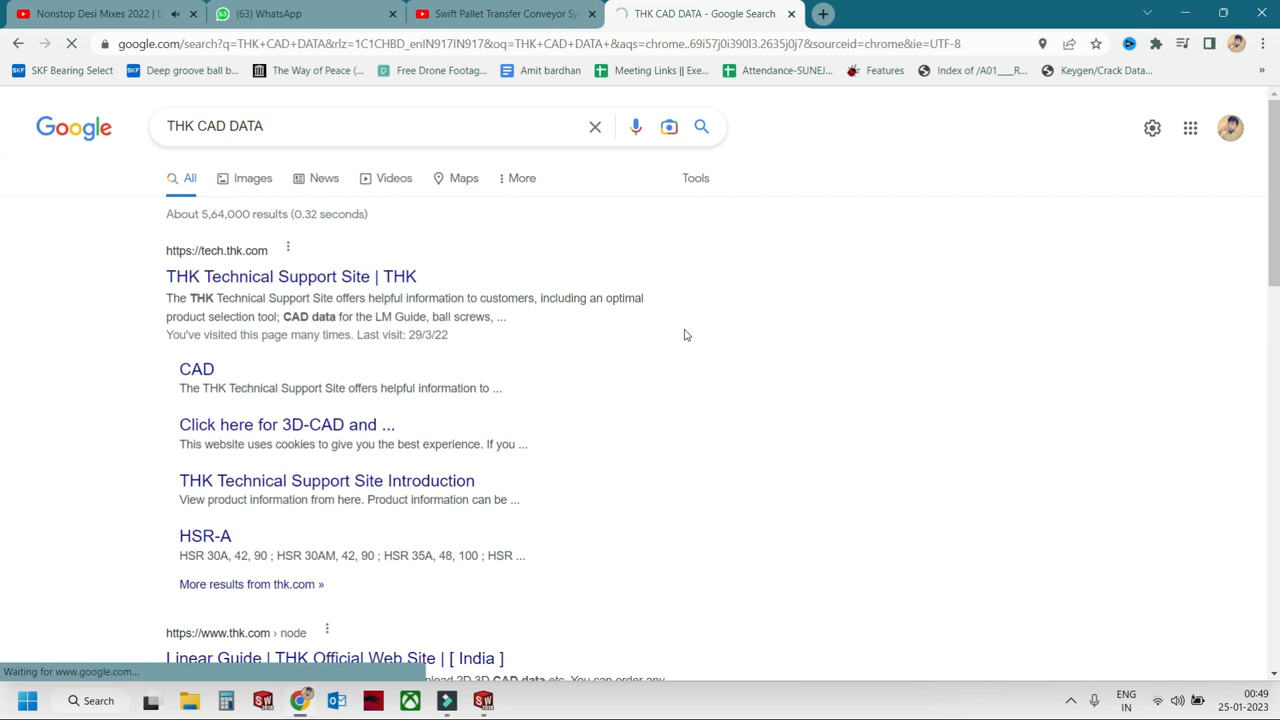 Nonstop Desi Mixes 2022 | D
(63) WhatsApp
Swift Pallet Transfer Conveyor Sys
THK CAD DATA - Google Search
google.com/search?q=THK+CAD+DATA&rlz=1C1CHBD_enIN917IN917&oq=THK+CAD+DATA+&aqs=chrome..69i57j0i390l3.2635j0j7&sourceid=chrome&ie=UTF-8
SKF Bearing Select
Deep groove ball b...
The Way of Peace (...
Free Drone Footag...
Amit bardhan
Meeting Links || Exe...
Attendance-SUNEJ...
Features
Index of /A01___R...
Keygen/Crack Data...
»
Google
THK CAD DATA
All
Images
News
Videos
Maps
More
Tools
About 5,64,000 results (0.32 seconds)
https://tech.thk.com
THK Technical Support Site | THK
The THK Technical Support Site offers helpful information to customers, including an optimal
product selection tool; CAD data for the LM Guide, ball screws, ...
You've visited this page many times. Last visit: 29/3/22
CAD
The THK Technical Support Site offers helpful information to ...
Click here for 3D-CAD and ...
This website uses cookies to give you the best experience. If you ...
THK Technical Support Site Introduction
View product information from here. Product information can be ...
HSR-A
HSR 30A, 42, 90 ; HSR 30AM, 42, 90 ; HSR 35A, 48, 100 ; HSR ...
More results from thk.com »
https://www.thk.com › node
Linear Guide | THK Official Web Site | [ India ]
CAD data etc. You can order any
Waiting for www.google.com...
Search
ENG
IN
00:49
25-01-2023